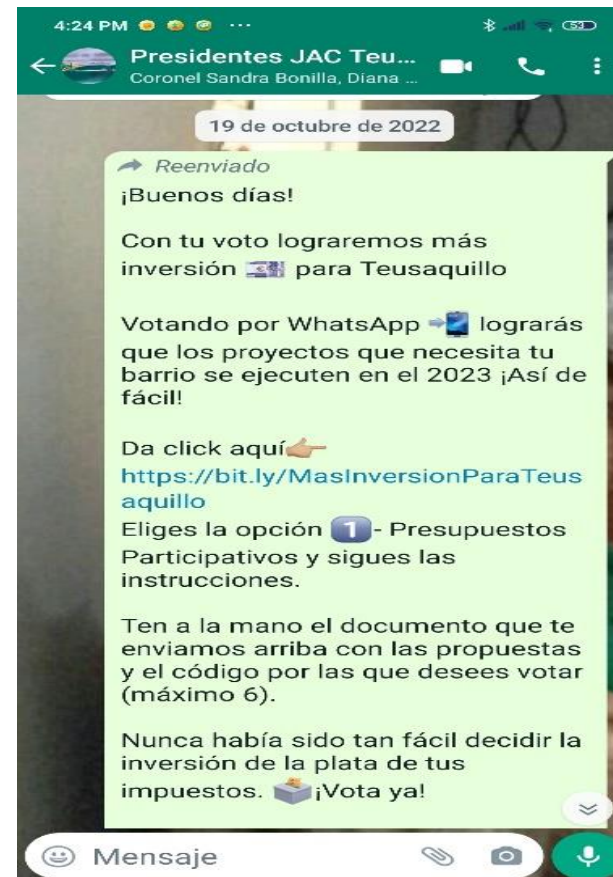 4:24 PM
53
Presidentes JAC Teu...
Coronel Sandra Bonilla, Diana ...
19 de octubre de 2022
Reenviado
¡Buenos días!
Con tu voto lograremos más
inversión 💶 para Teusaquillo
Votando por WhatsApp 📲 lograrás
que los proyectos que necesita tu
barrio se ejecuten en el 2023 ¡Así de
fácil!
Da click aquí👉🏼
https://bit.ly/MasInversionParaTeus
aquillo
Eliges la opción 1️⃣- Presupuestos
Participativos y sigues las
instrucciones.
Ten a la mano el documento que te
enviamos arriba con las propuestas
y el código por las que desees votar
(máximo 6).
Nunca había sido tan fácil decidir la
inversión de la plata de tus
impuestos. 🗳️¡Vota ya!
Mensaje